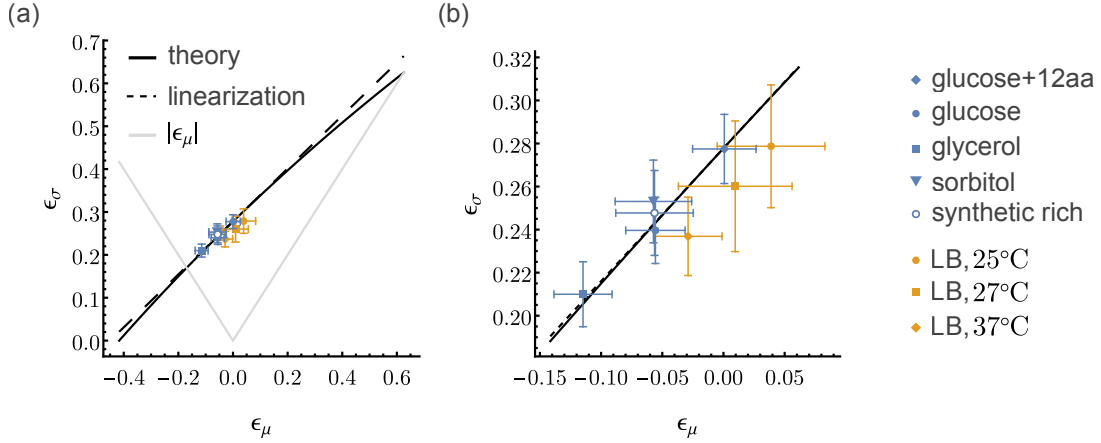 (a)
(b)
theory
linearization
|ϵμ|
ϵσ
0.7
0.6
0.5
0.4
0.3
0.2
0.1
0.0
−0.4 −0.2 0.0 0.2 0.4 0.6
ϵμ
ϵσ
0.32
0.30
0.28
0.26
0.24
0.22
0.20
−0.15 −0.10 −0.05 0.00 0.05
ϵμ
glucose+12aa
glucose
glycerol
sorbitol
synthetic rich
LB, 25°C
LB, 27°C
LB, 37°C